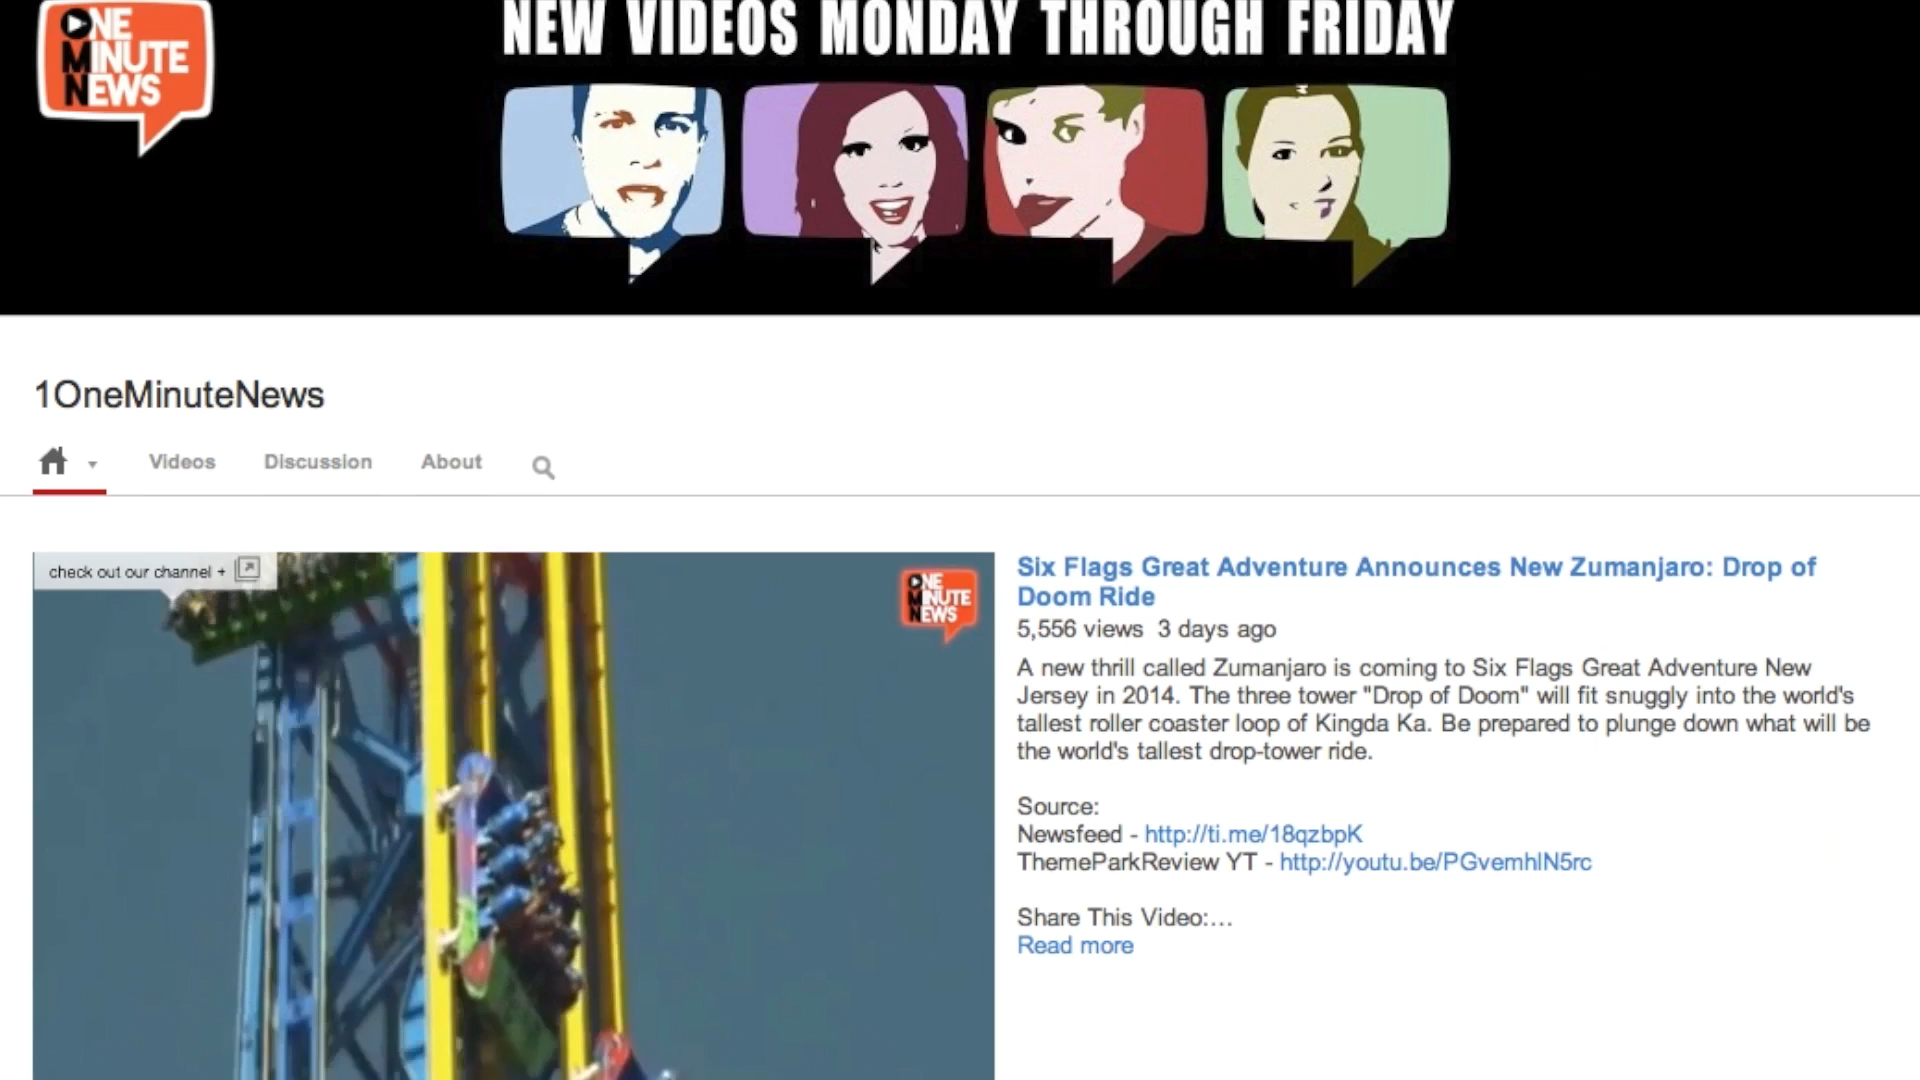 ONE
MINUTE
NEWS
NEW VIDEOS MONDAY THROUGH FRIDAY
1OneMinuteNews
Videos Discussion About
check out our channel +
ONE
MINUTE
NEWS
Six Flags Great Adventure Announces New Zumanjaro: Drop of
Doom Ride
5,556 views 3 days ago
A new thrill called Zumanjaro is coming to Six Flags Great Adventure New
Jersey in 2014. The three tower "Drop of Doom" will fit snuggly into the world's
tallest roller coaster loop of Kingda Ka. Be prepared to plunge down what will be
the world's tallest drop-tower ride.
Source:
Newsfeed - http://ti.me/18qzbpK
ThemeParkReview YT - http://youtu.be/PGvemhlN5rc
Share This Video:...
Read more